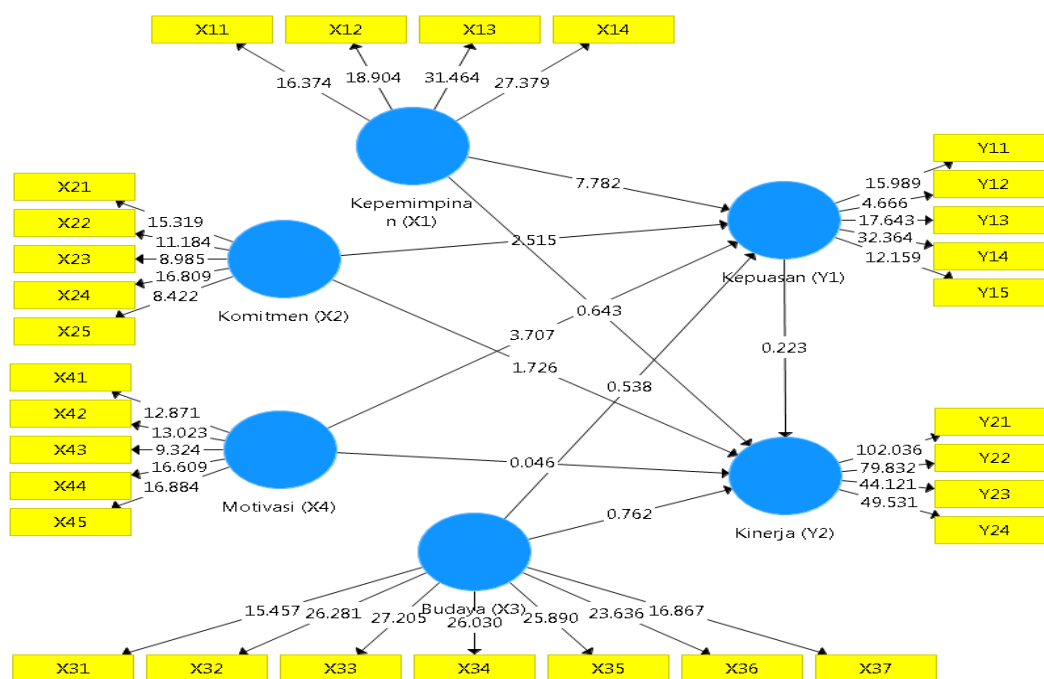 X11
X12
X13
X14
16.374
18.904
31.464
27.379
Kepemimpina
n (X1)
7.782
X21
X22
X23
X24
X25
15.319
11.184
8.985
16.809
8.422
Komitmen (X2)
2.515
Y11
Y12
Y13
Y14
Y15
15.989
4.666
17.643
32.364
12.159
Kepuasan (Y1)
0.643
3.707
1.726
0.538
0.223
X41
X42
X43
X44
X45
12.871
13.023
9.324
16.609
16.884
Motivasi (X4)
0.046
0.762
Y21
Y22
Y23
Y24
102.036
79.832
44.121
49.531
Kinerja (Y2)
Budaya (X3)
15.457
26.281
27.205
26.030
25.890
23.636
16.867
X31
X32
X33
X34
X35
X36
X37